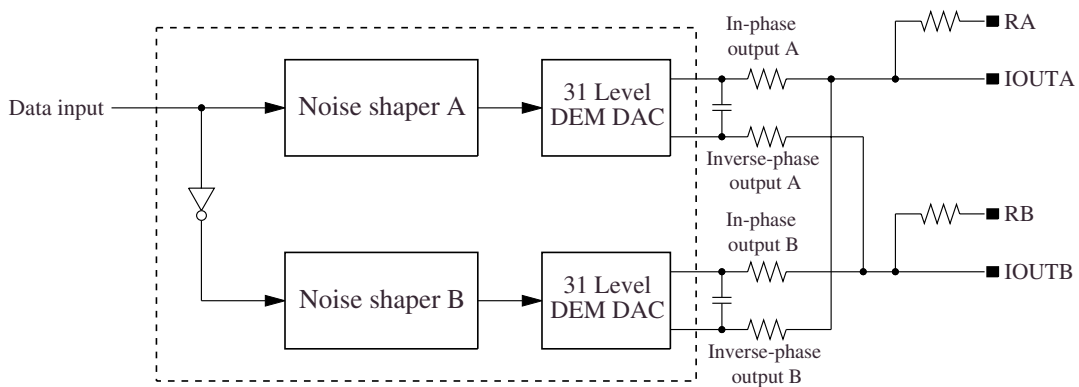 In-phase
output A
RA
IOUTA
Data input
Noise shaper A
31 Level
DEM DAC
Inverse-phase
output A
In-phase
output B
RB
IOUTB
Noise shaper B
31 Level
DEM DAC
Inverse-phase
output B